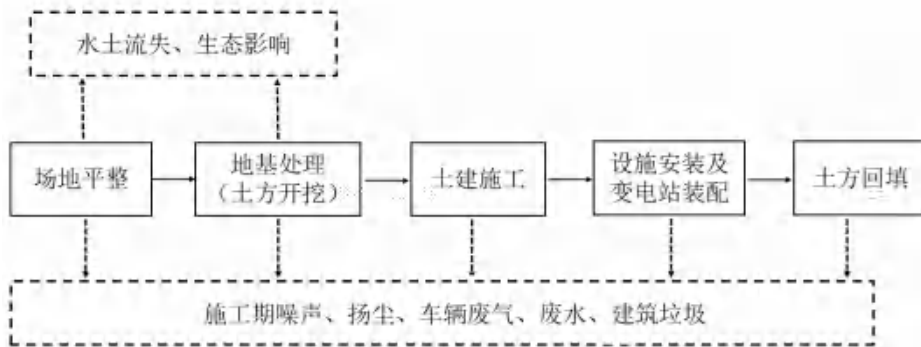 水土流失、生态影响
场地平整
地基处理
（土方开挖）
土建施工
设施安装及
变电站装配
土方回填
施工期噪声、扬尘、车辆废气、废水、建筑垃圾